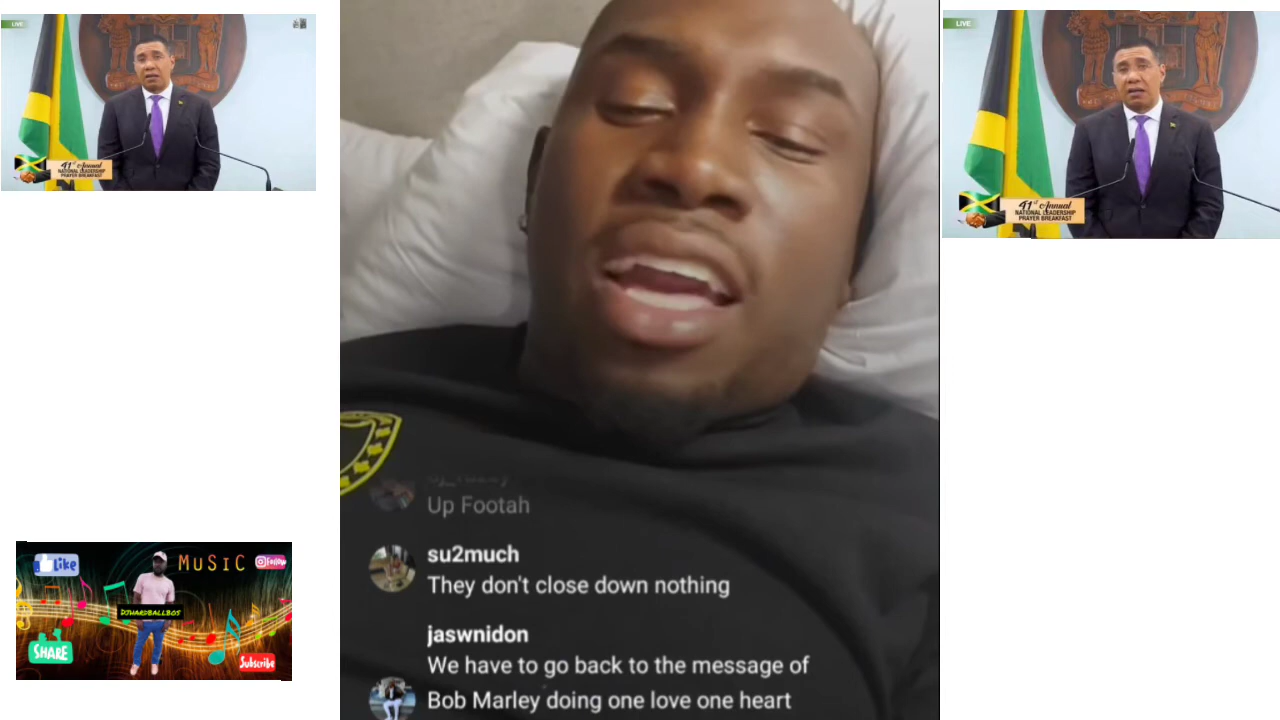 LIVE
41st Annual
NATIONAL LEADERSHIP
PRAYER BREAKFAST
LIVE
41st Annual
NATIONAL LEADERSHIP
PRAYER BREAKFAST
Up Footah
su2much
They don't close down nothing
jaswnidon
We have to go back to the message of
Bob Marley doing one love one heart
Like
MUSIC
Follow
DJHARDBALLBOS
SHARE
Subscribe